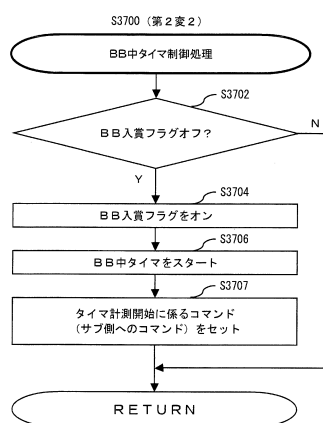 S3700（第２変２）
ＢＢ中タイマ制御処理
S3702
ＢＢ入賞フラグオフ？
N
Y
S3704
ＢＢ入賞フラグをオン
S3706
ＢＢ中タイマをスタート
S3707
タイマ計測開始に係るコマンド
（サブ側へのコマンド）をセット
ＲＥＴＵＲＮ